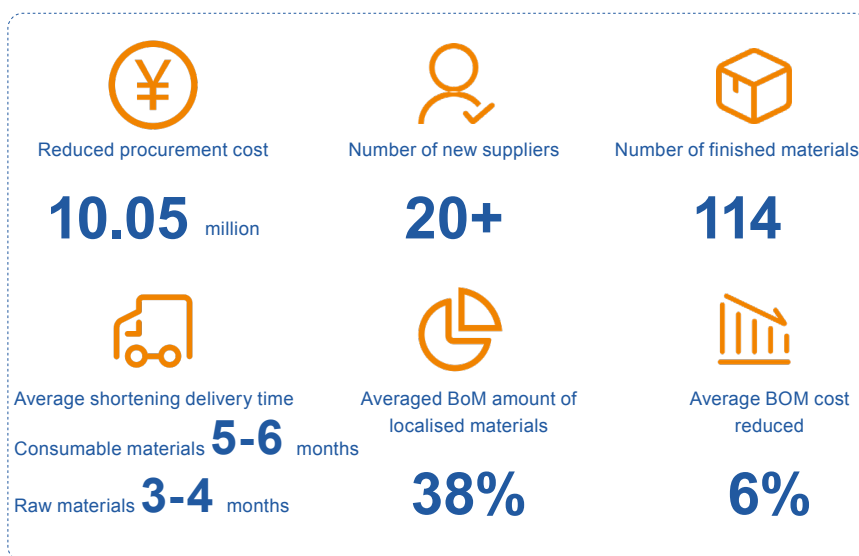 ¥
Reduced procurement cost
10.05 million
Number of new suppliers
20+
Number of finished materials
114
Average shortening delivery time
Consumable materials 5-6 months
Raw materials 3-4 months
Averaged BoM amount of
localised materials
38%
Average BOM cost
reduced
6%